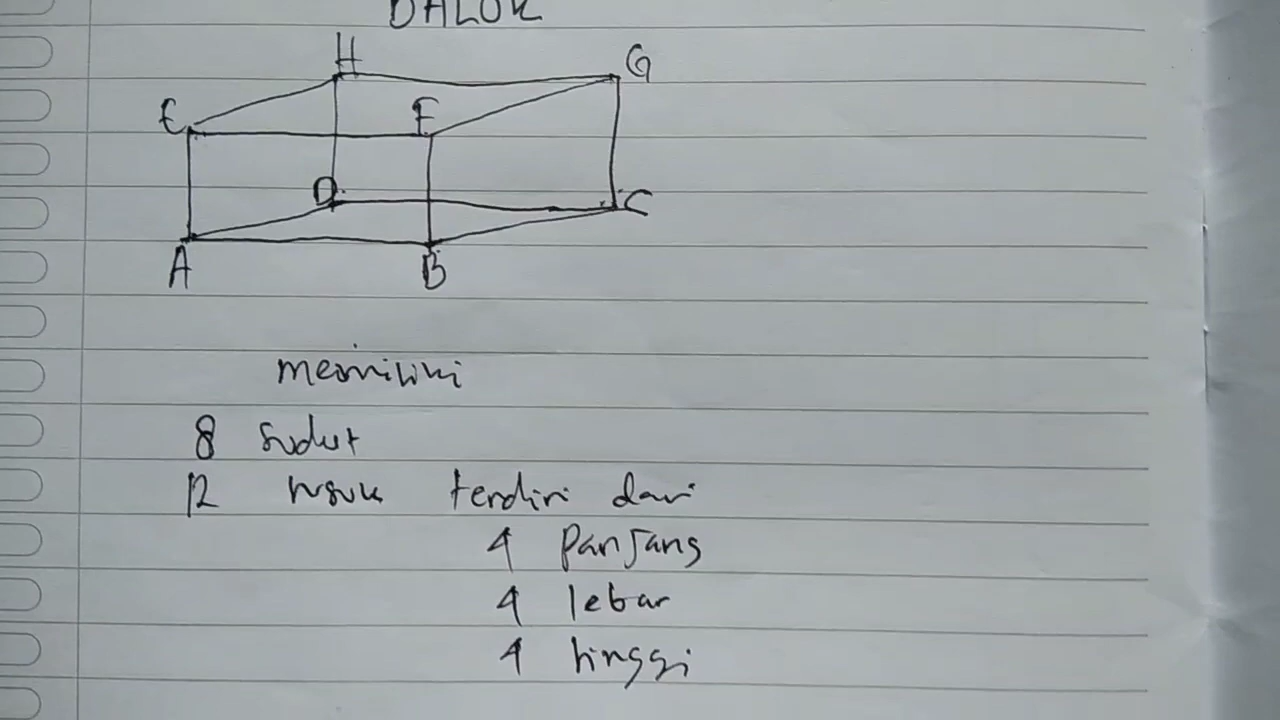 BALOK
H
G
E
F
D
C
A
B
memiliki
8 sudut
12 rusuk terdiri dari
4 panjang
4 lebar
4 tinggi